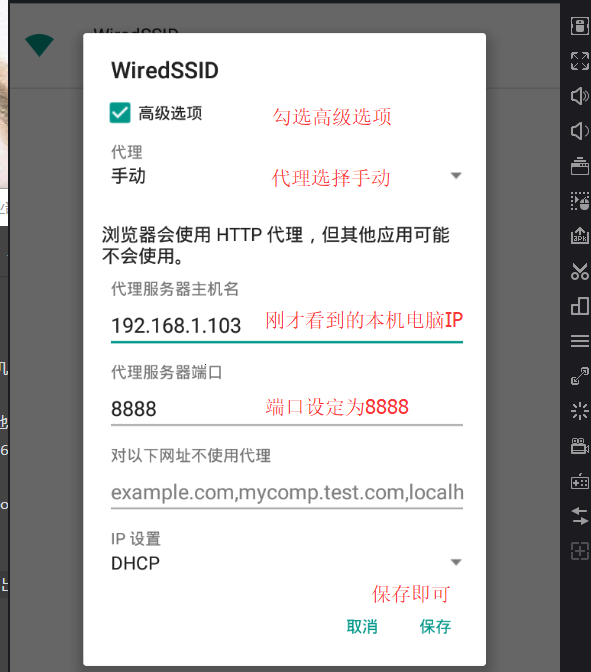 WiredSSID
WiredSSID
高级选项 勾选高级选项
代理
手动 代理选择手动
浏览器会使用 HTTP 代理，但其他应用可能
不会使用。
代理服务器主机名
192.168.1.103 刚才看到的本机电脑IP
代理服务器端口
8888 端口设定为8888
对以下网址不使用代理
example.com,mycomp.test.com,localh
IP 设置
DHCP
保存即可
取消 保存